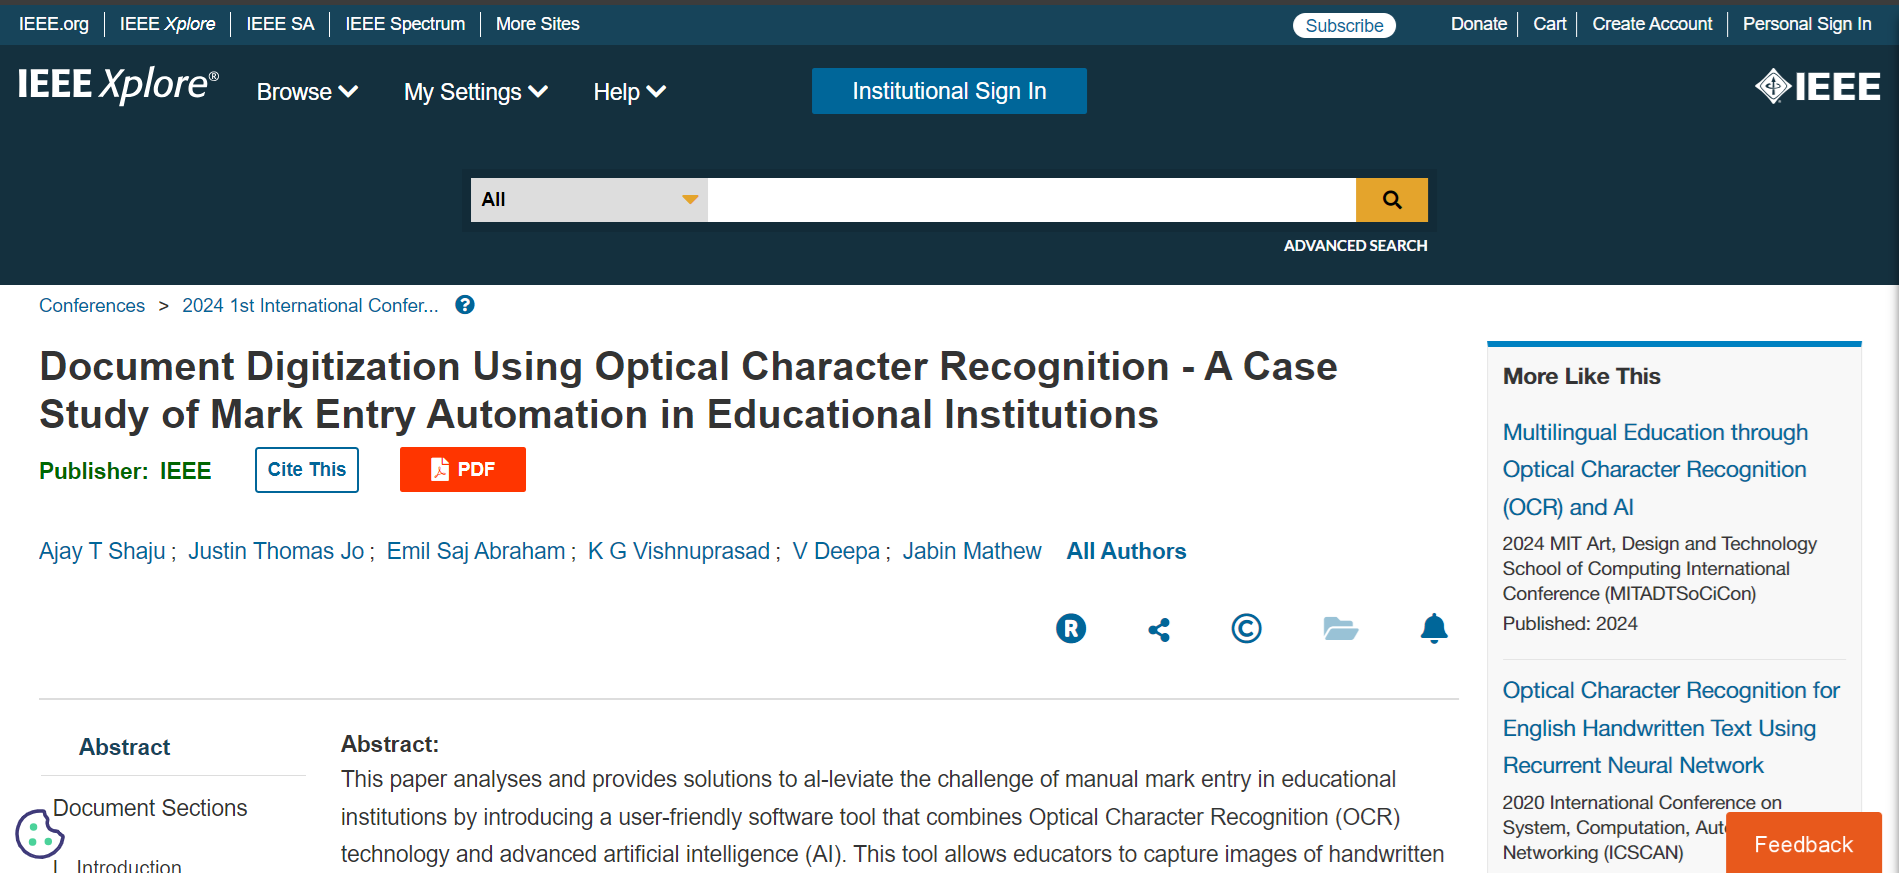 IEEE.org IEEE Xplore IEEE SA IEEE Spectrum More Sites Subscribe Donate Cart Create Account Personal Sign In
IEEE Xplore® Browse My Settings Help Institutional Sign In IEEE
All
ADVANCED SEARCH
Conferences > 2024 1st International Confer... ?
Document Digitization Using Optical Character Recognition - A Case
Study of Mark Entry Automation in Educational Institutions
Publisher: IEEE Cite This PDF
Ajay T Shaju ; Justin Thomas Jo ; Emil Saj Abraham ; K G Vishnuprasad ; V Deepa ; Jabin Mathew All Authors
R ©
Abstract
Document Sections
I. Introduction
Abstract:
This paper analyses and provides solutions to al-leviate the challenge of manual mark entry in educational
institutions by introducing a user-friendly software tool that combines Optical Character Recognition (OCR)
technology and advanced artificial intelligence (AI). This tool allows educators to capture images of handwritten
More Like This
Multilingual Education through
Optical Character Recognition
(OCR) and AI
2024 MIT Art, Design and Technology
School of Computing International
Conference (MITADTSoCiCon)
Published: 2024
Optical Character Recognition for
English Handwritten Text Using
Recurrent Neural Network
2020 International Conference on
System, Computation,
Networking (ICSCAN)
Feedback